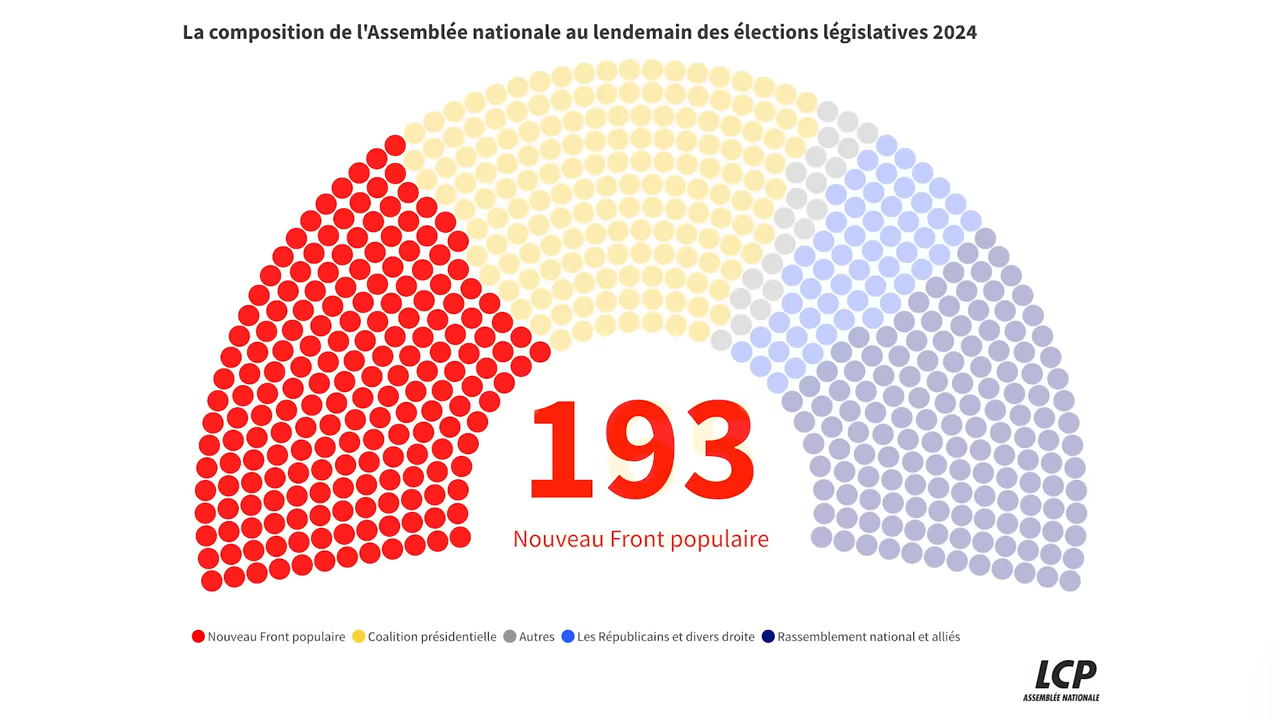 La composition de l'Assemblée nationale au lendemain des élections législatives 2024
193
Nouveau Front populaire
Nouveau Front populaire Coalition présidentielle Autres Les Républicains et divers droite Rassemblement national et alliés
LCP
ASSEMBLÉE NATIONALE